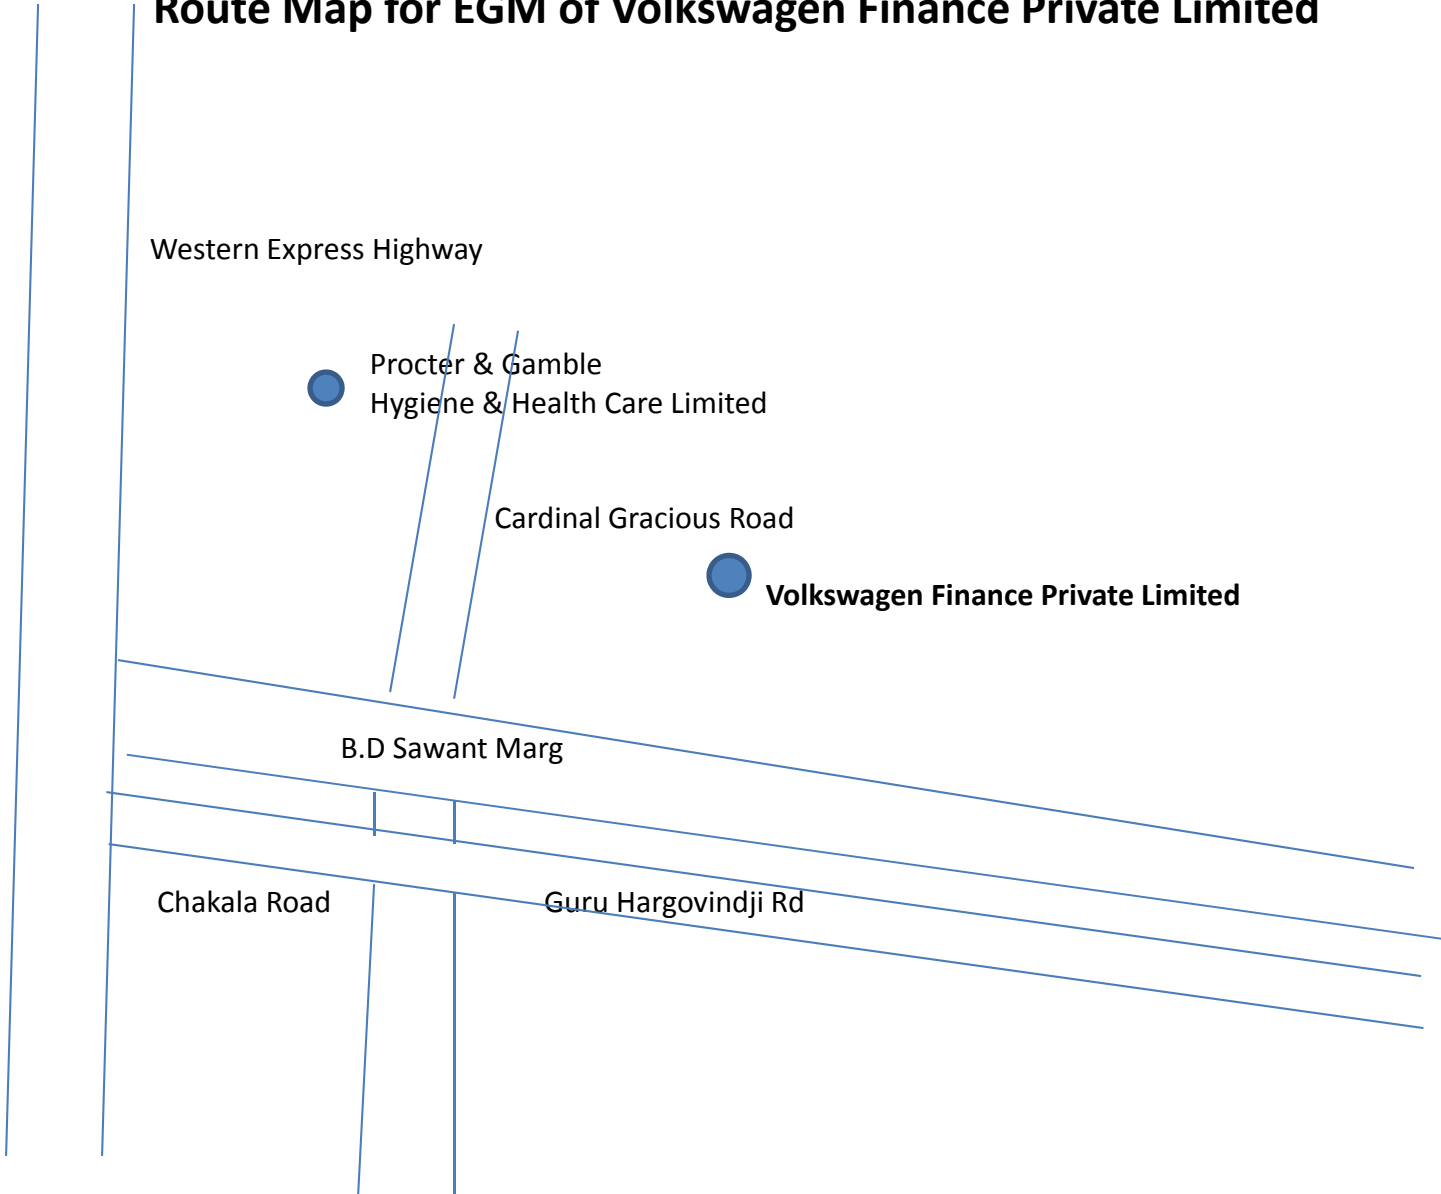 Route Map for EGM of Volkswagen Finance Private Limited
Western Express Highway
Procter & Gamble
Hygiene & Health Care Limited
Cardinal Gracious Road
Volkswagen Finance Private Limited
B.D Sawant Marg
Chakala Road
Guru Hargovindji Rd